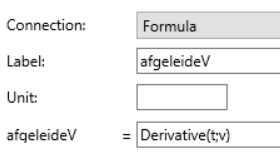 Connection: Formula
Label: afgeleideV
Unit:
afgeleideV = Derivative(t;v)